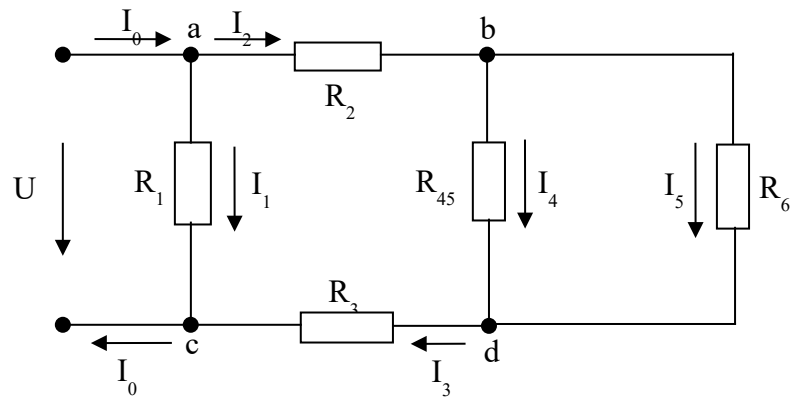 I₀ a I₂ b
R₂
U R₁ I₁ R₄₅ I₄ I₅ R₆
R₃
c d
I₀ I₃